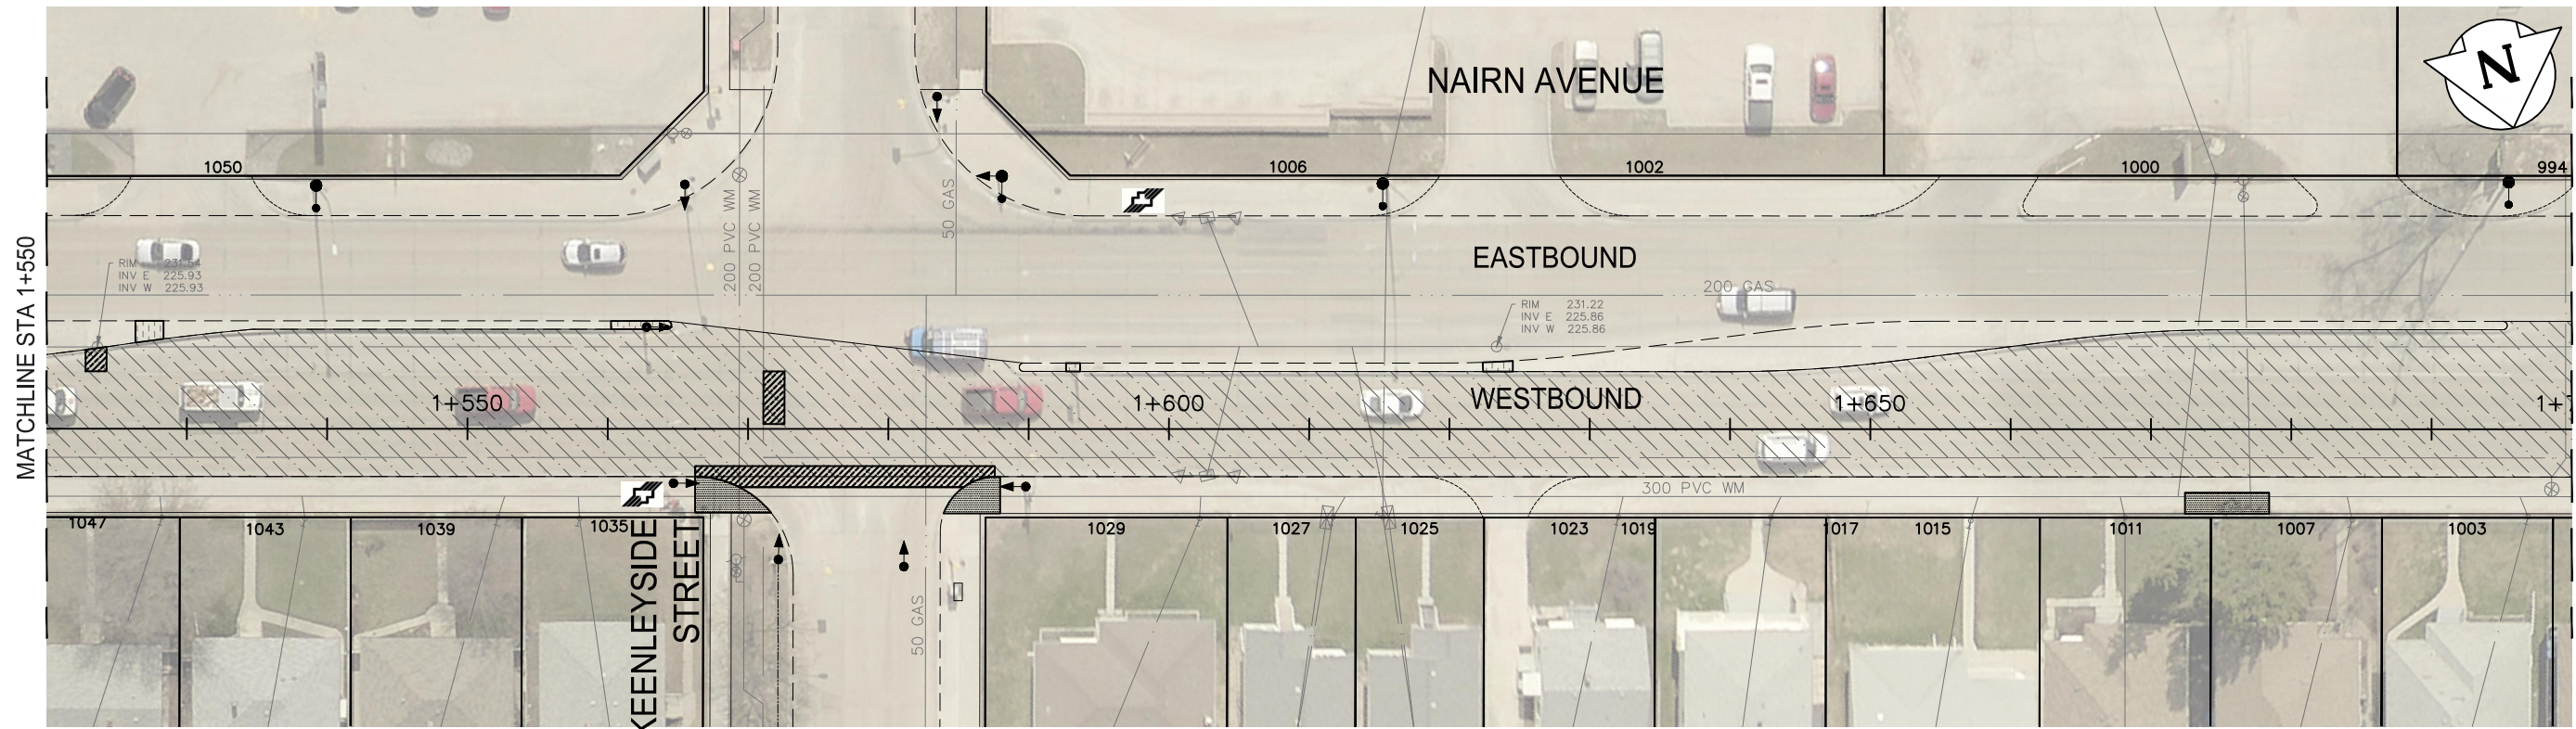 NAIRN AVENUE
N
1050
1006
1002
1000
994
200 PVC WM
200 PVC WM
50 GAS
EASTBOUND
RIM 231.54
INV E 225.93
INV W 225.93
200 GAS
RIM 231.22
INV E 225.86
INV W 225.86
MATCHLINE STA 1+550
1+550
1+600
WESTBOUND
1+650
1+
300 PVC WM
1047
1043
1039
1035
KEENLEYSIDE
STREET
50 GAS
1029
1027
1025
1023
1019
1017
1015
1011
1007
1003